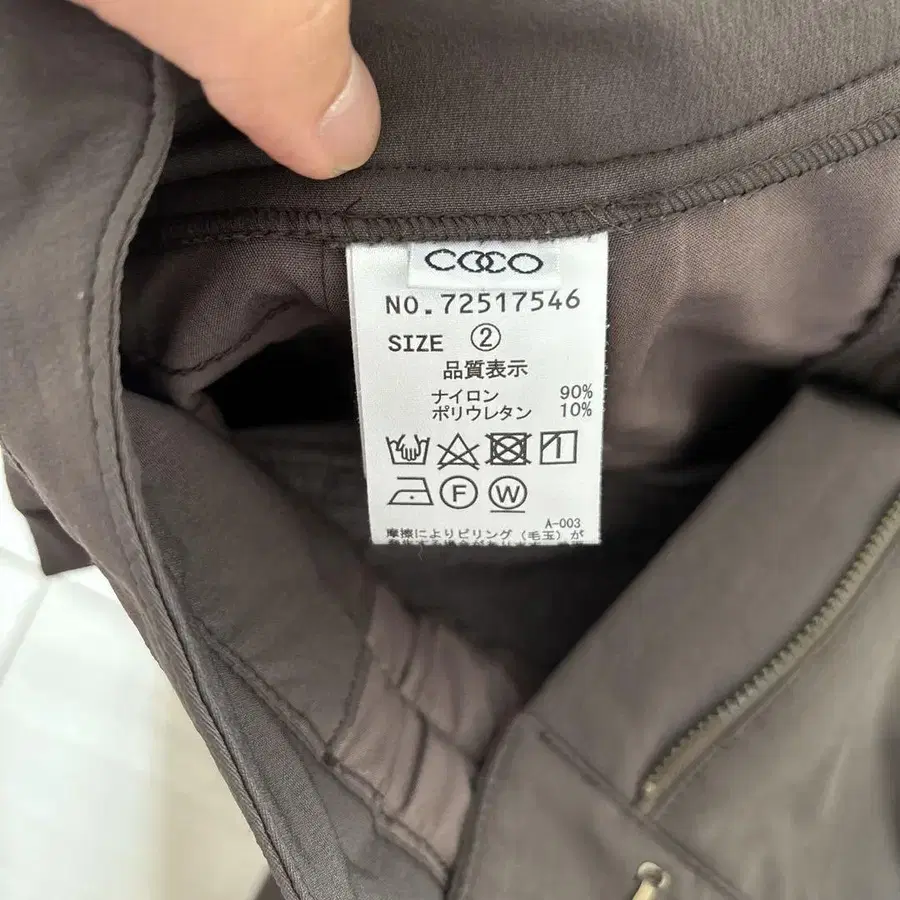 COCO
NO. 72517546
SIZE ②
品質表示
ナイロン 90%
ポリウレタン 10%
F W
A-003
摩擦によりピリング(毛玉)が